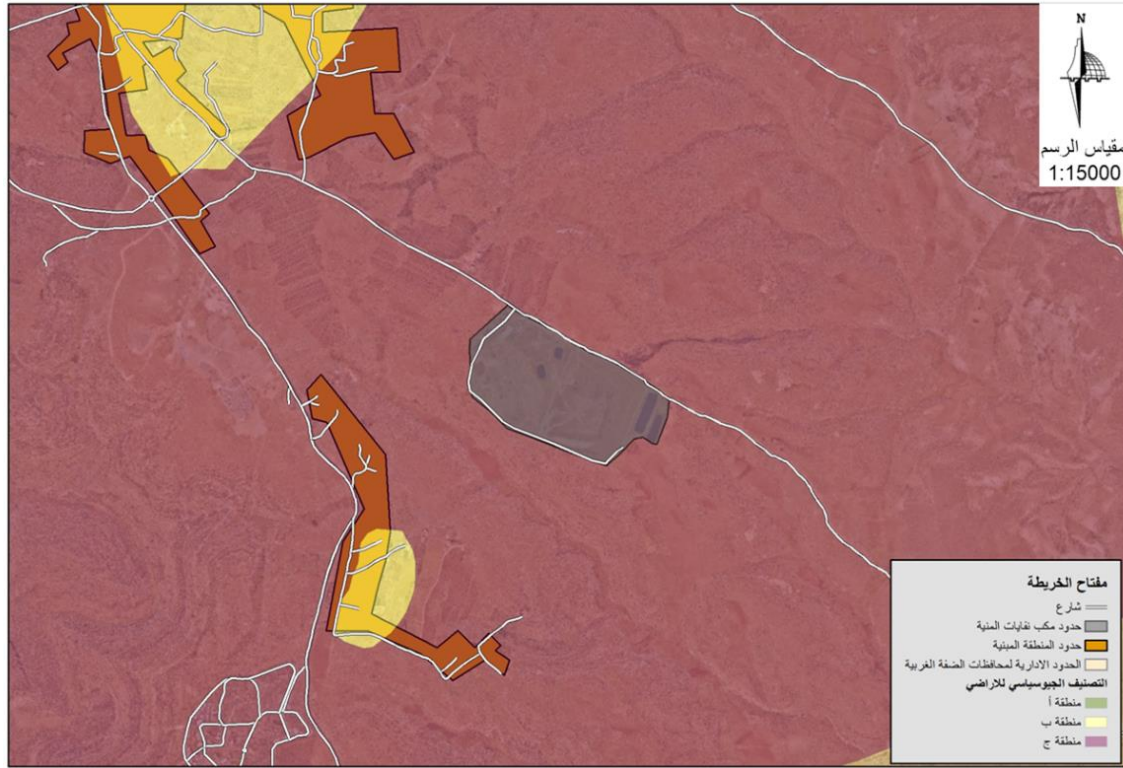 N
مقياس الرسم
1:15000
مفتاح الخريطة
شارع
حدود مكب نفايات المنية
حدود المنطقة المبنية
الحدود الادارية لمحافظات الضفة الغربية
التصنيف الجيوسياسي للاراضي
منطقة أ
منطقة ب
منطقة ج